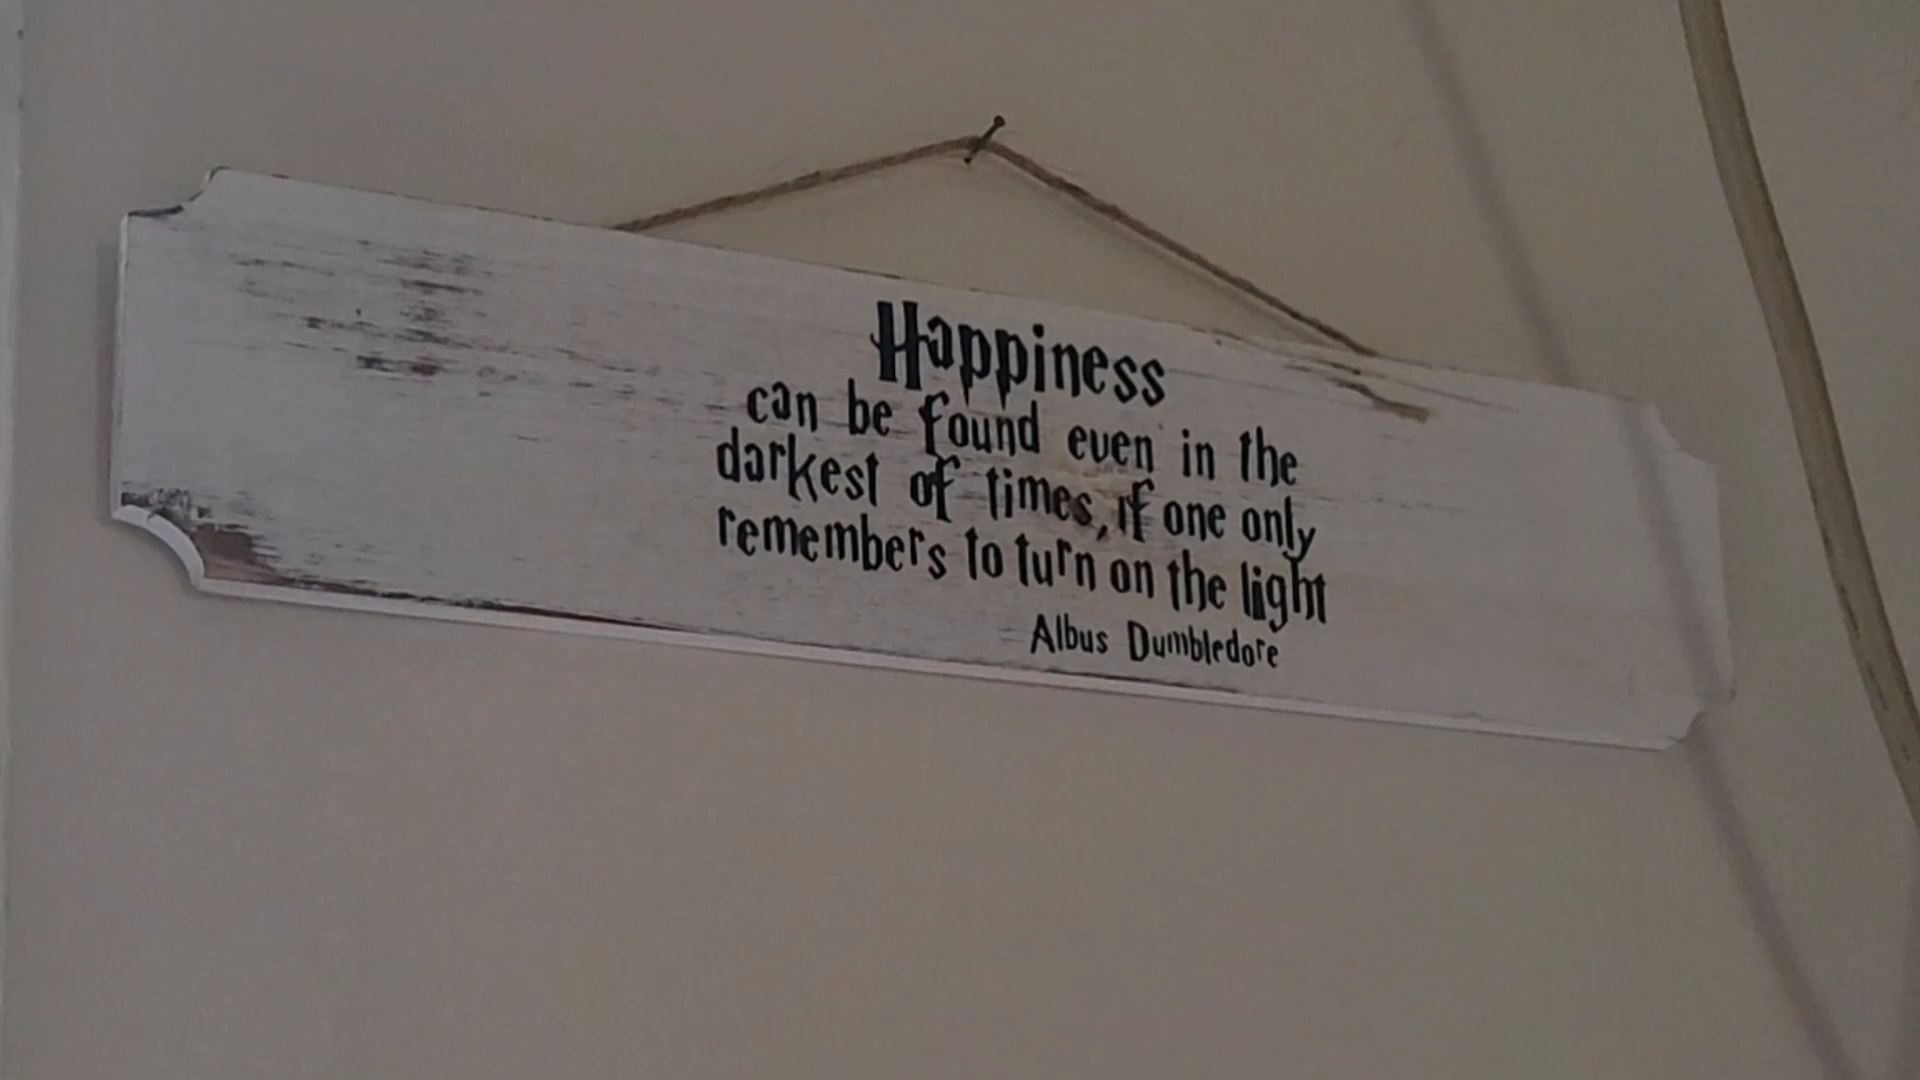 Happiness
can be found even in the
darkest of times, if one only
remembers to turn on the light
Albus Dumbledore